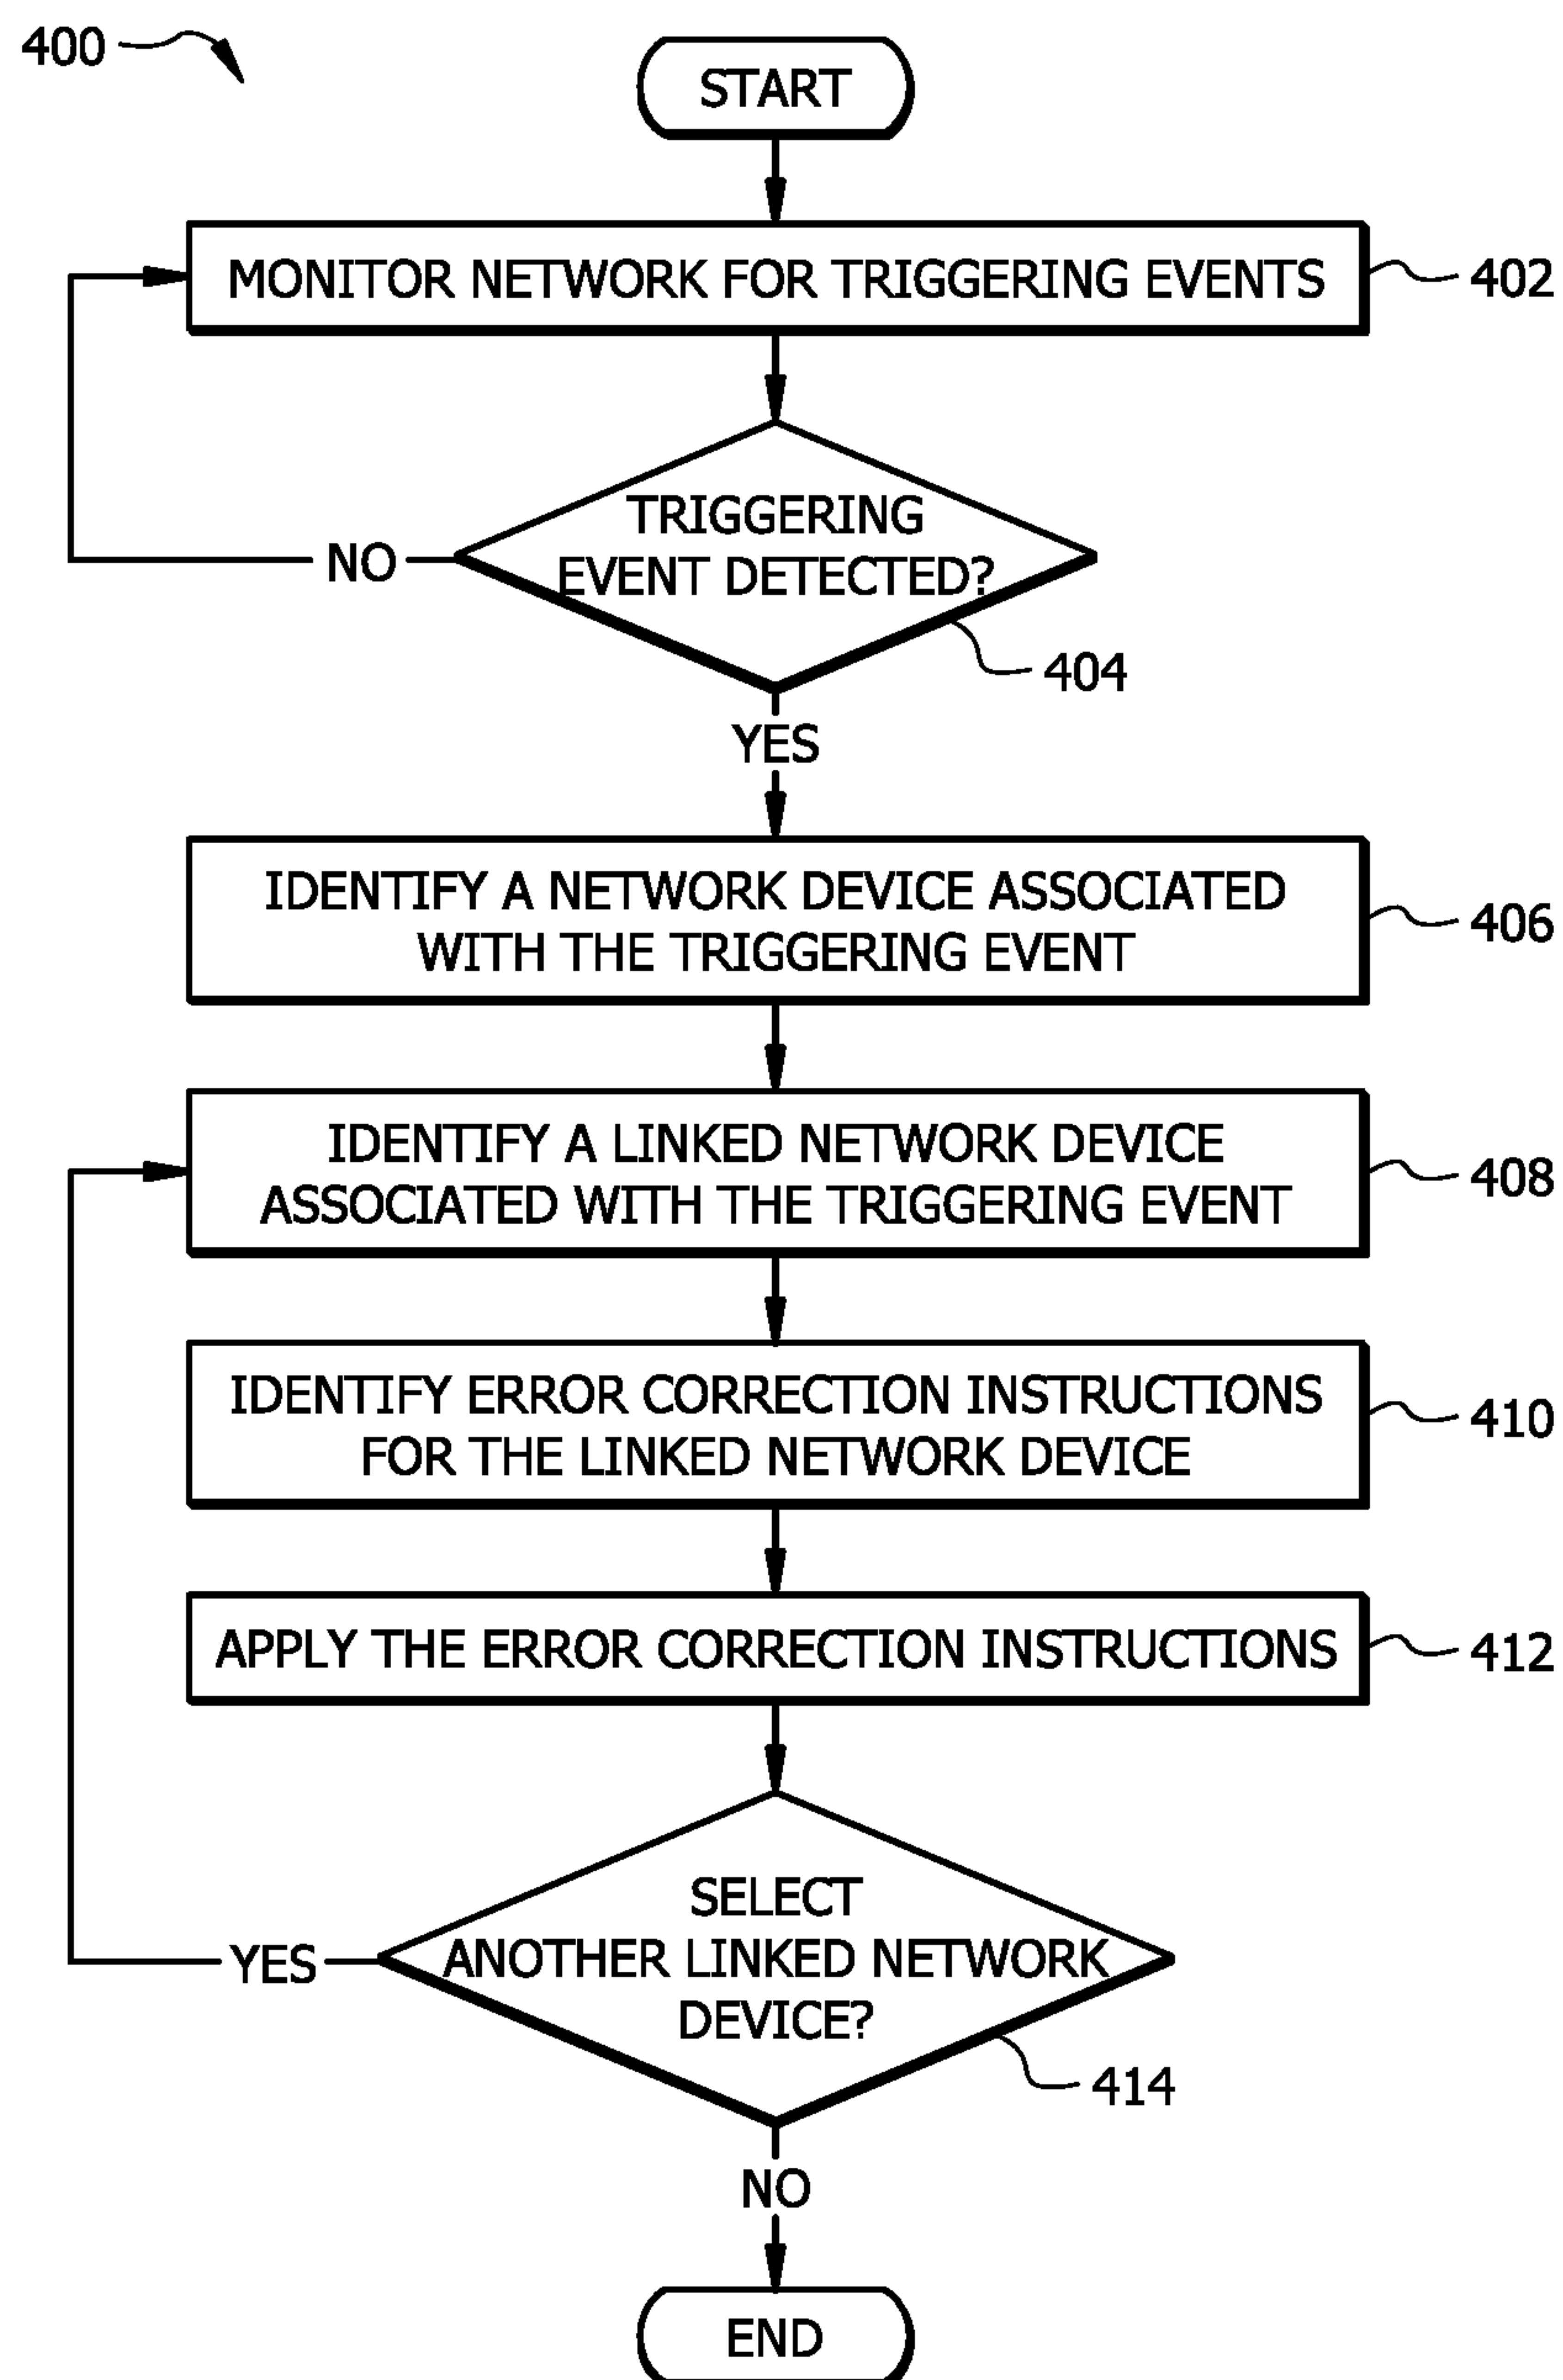 400
START
MONITOR NETWORK FOR TRIGGERING EVENTS
402
TRIGGERING
EVENT DETECTED?
NO
404
YES
IDENTIFY A NETWORK DEVICE ASSOCIATED
WITH THE TRIGGERING EVENT
406
IDENTIFY A LINKED NETWORK DEVICE
ASSOCIATED WITH THE TRIGGERING EVENT
408
IDENTIFY ERROR CORRECTION INSTRUCTIONS
FOR THE LINKED NETWORK DEVICE
410
APPLY THE ERROR CORRECTION INSTRUCTIONS
412
SELECT
ANOTHER LINKED NETWORK
DEVICE?
YES
414
NO
END